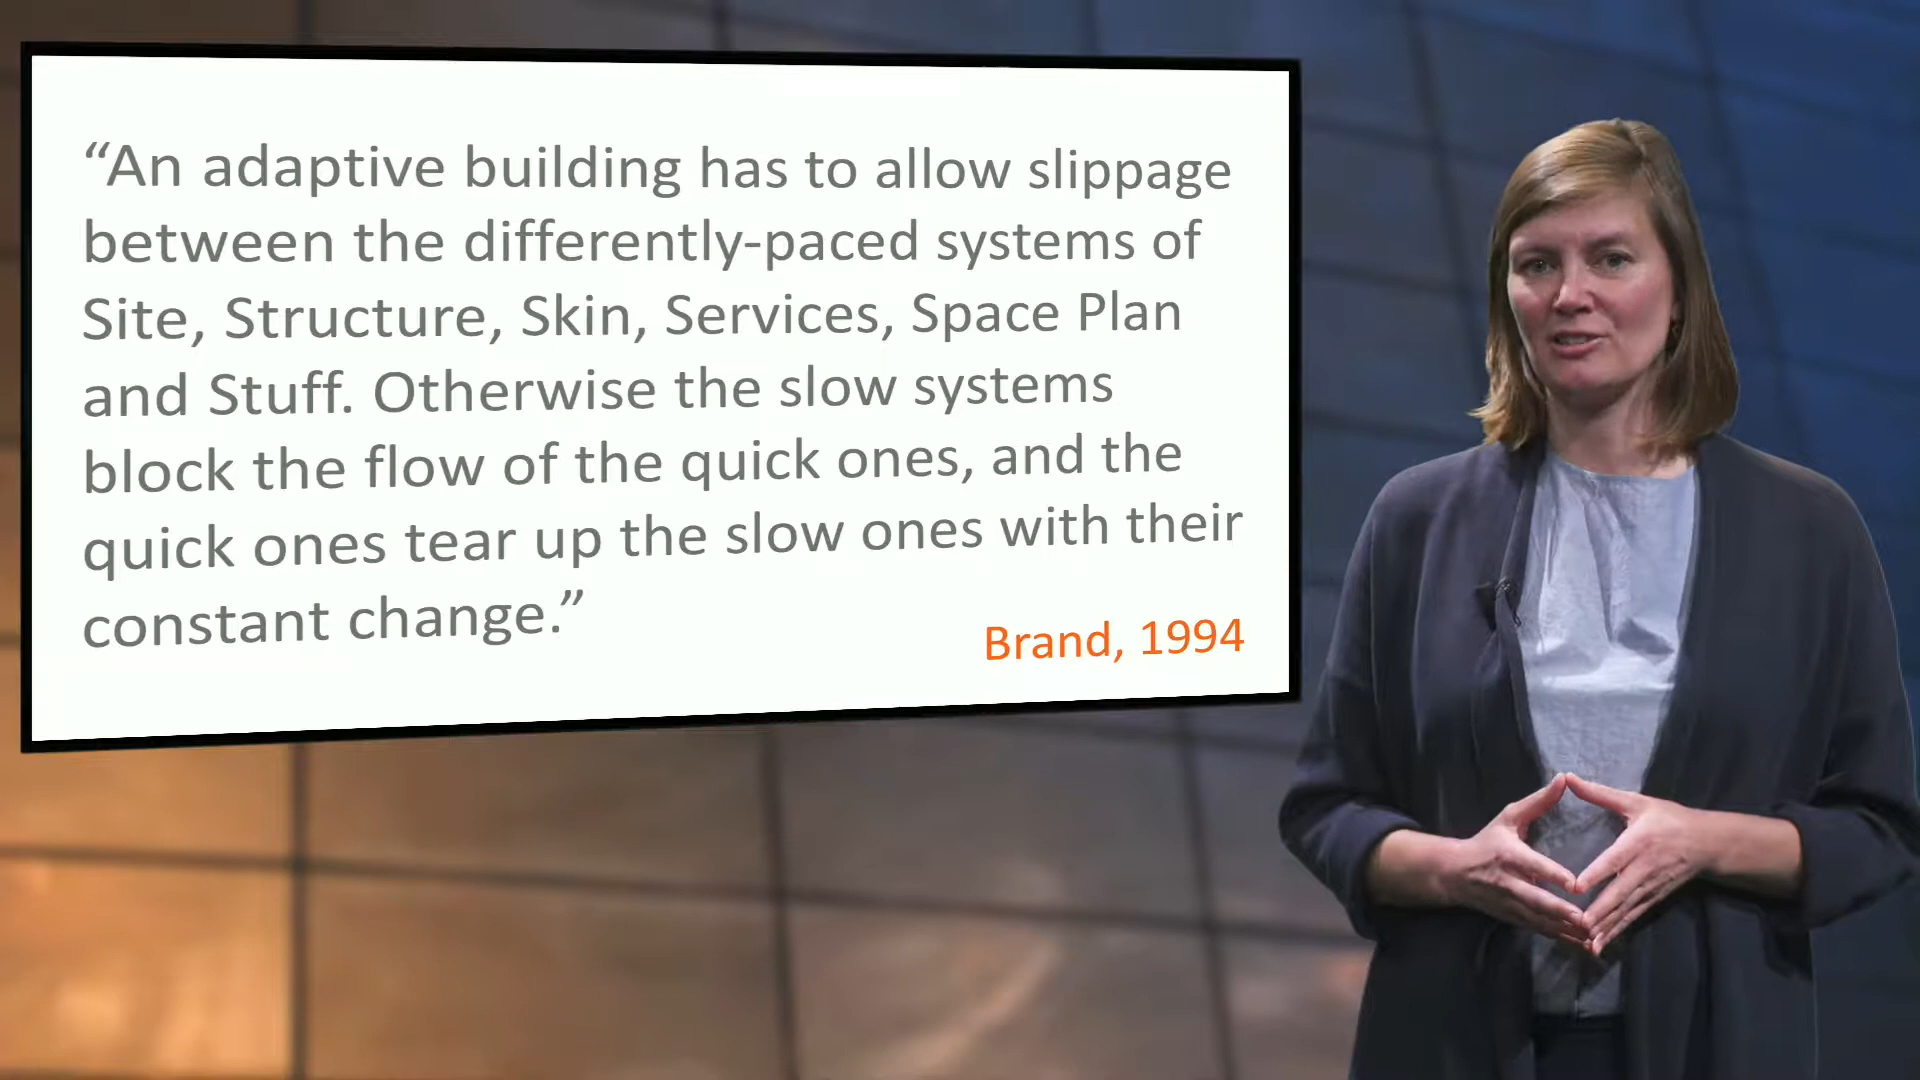 “An adaptive building has to allow slippage
between the differently-paced systems of
Site, Structure, Skin, Services, Space Plan
and Stuff. Otherwise the slow systems
block the flow of the quick ones, and the
quick ones tear up the slow ones with their
constant change.”
Brand, 1994